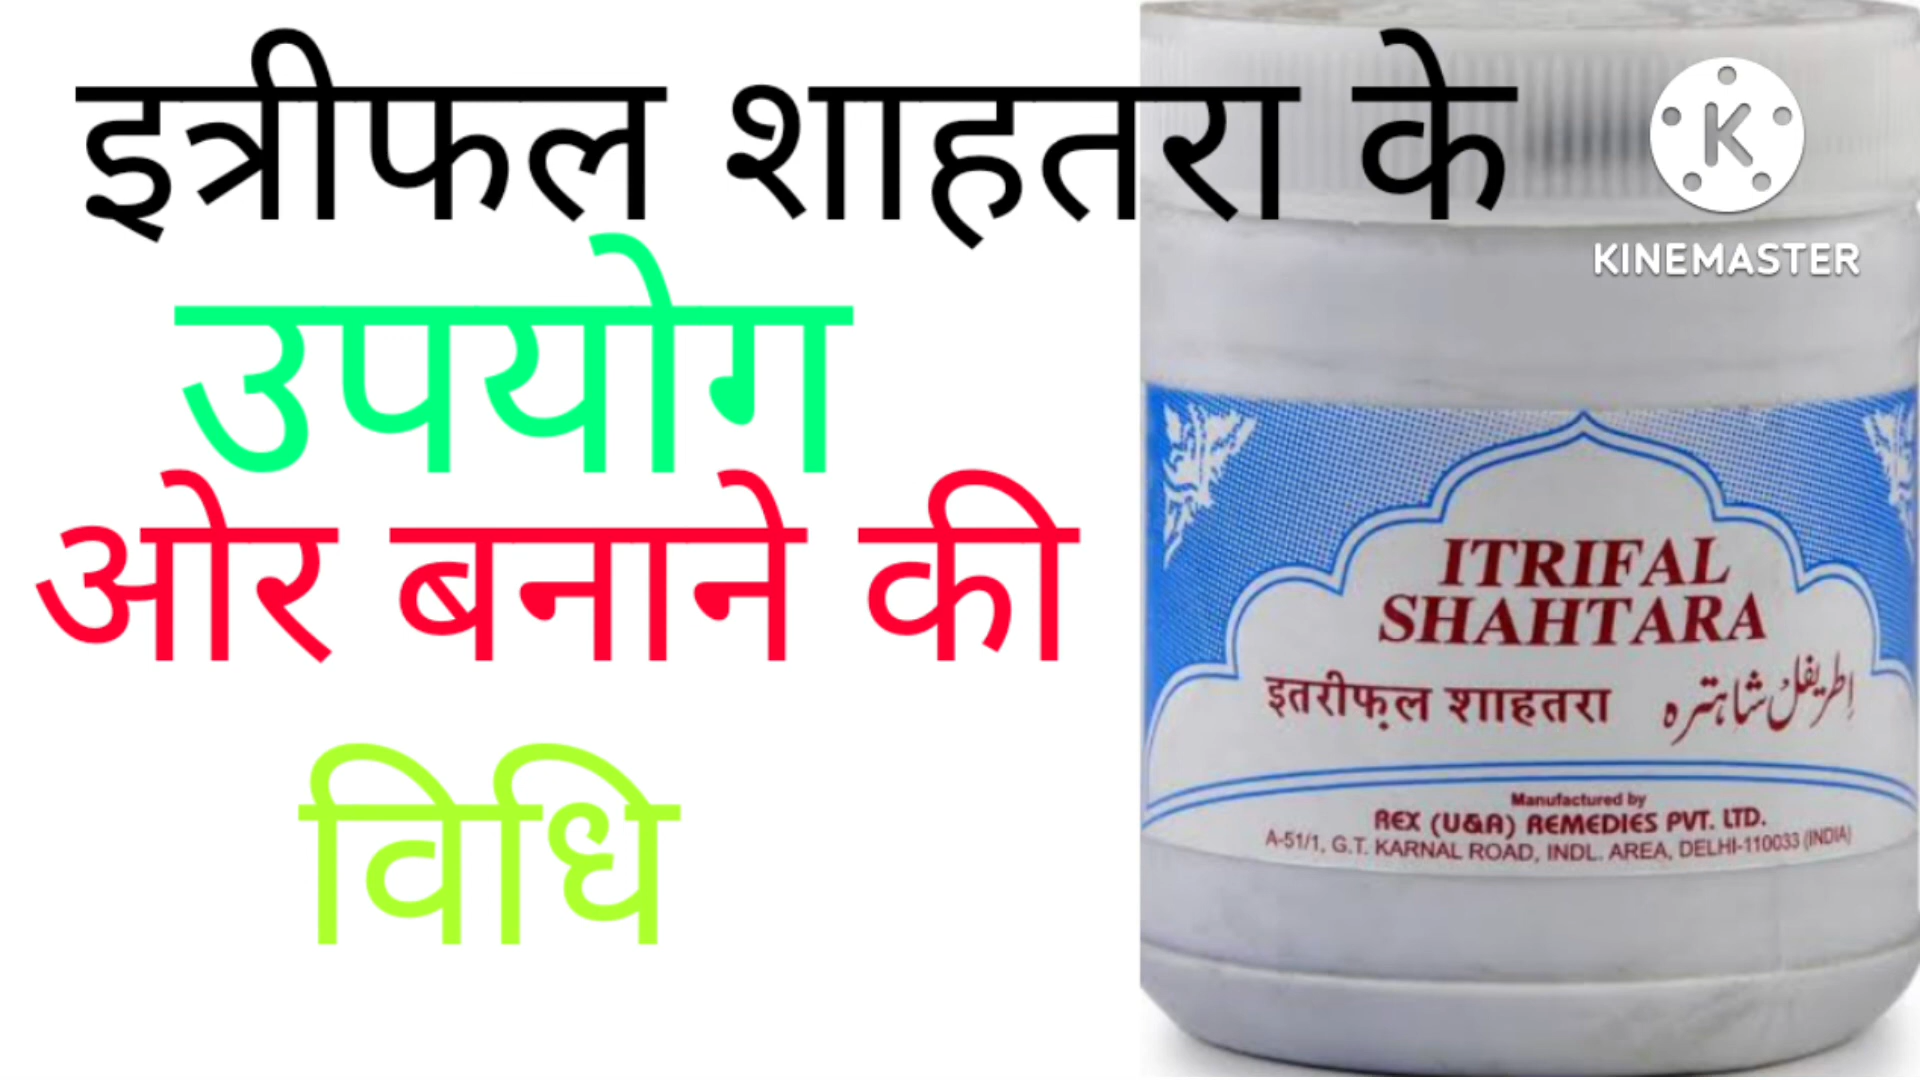 इत्रीफल शाहतरा के
उपयोग
ओर बनाने की
विधि
K
KINEMASTER
ITRIFAL
SHAHTARA
इतरीफ़ल शाहतरा اطریفل شاہترہ
Manufactured by
REX (U&A) REMEDIES PVT. LTD.
A-51/1, G.T. KARNAL ROAD, INDL. AREA, DELHI-110033 (INDIA)